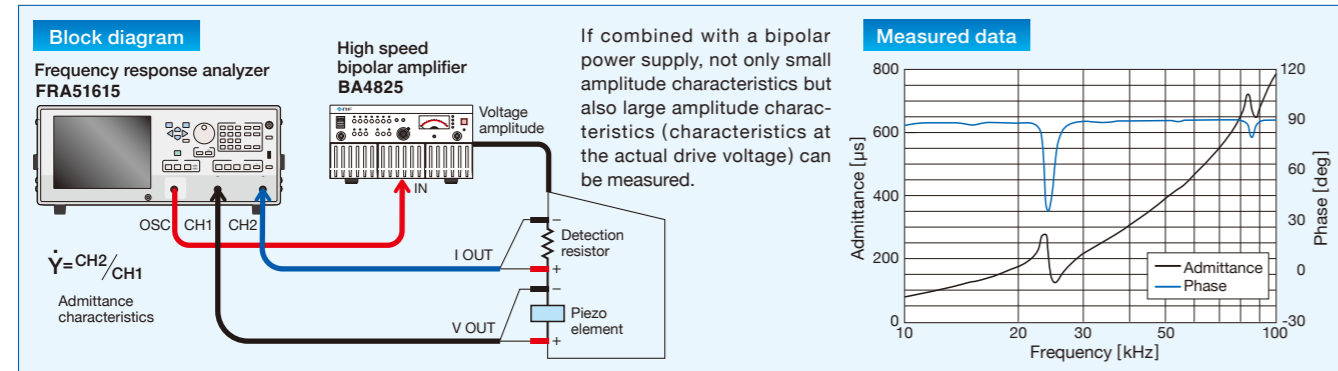 Block diagram
Frequency response analyzer
FRA51615
High speed
bipolar amplifier
BA4825
Voltage
amplitude
IN
OSC
CH1
CH2
I OUT
−
Detection
resistor
+
−
Piezo
element
+
V OUT
Ẏ=CH2/CH1
Admittance
characteristics
If combined with a bipolar
power supply, not only small
amplitude characteristics but
also large amplitude charac-
teristics (characteristics at
the actual drive voltage) can
be measured.
Measured data
800
600
400
200
0
Admittance [μs]
120
90
60
30
0
-30
Phase [deg]
Admittance
Phase
10
20
30
50
100
Frequency [kHz]